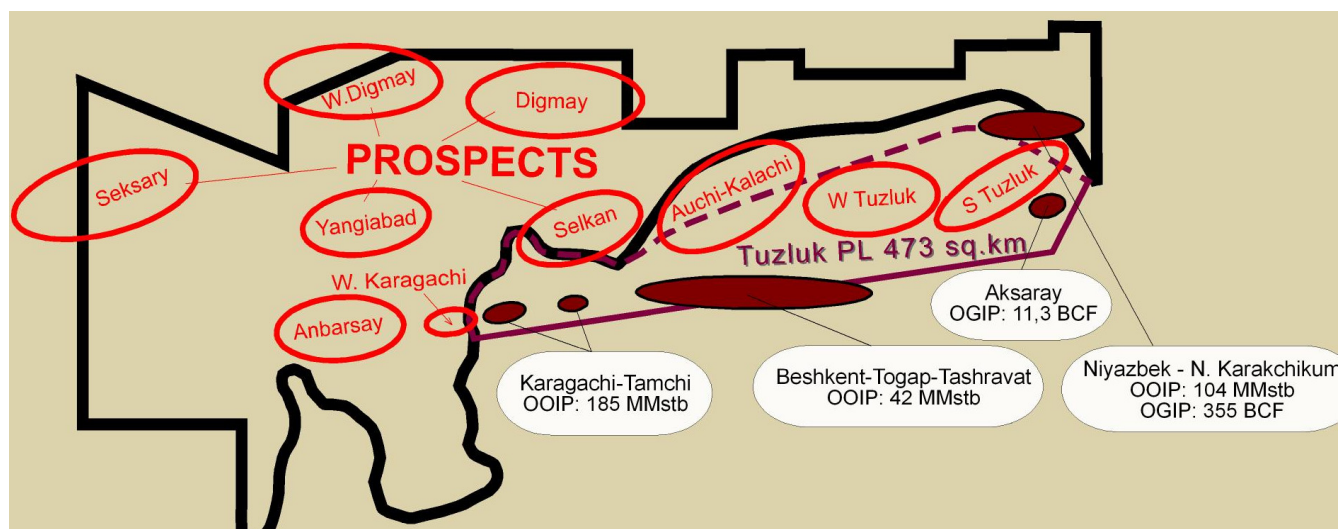 W.Digmay
Digmay
PROSPECTS
Seksary
Yangiabad
Selkan
Auchi-Kalachi
W Tuzluk
S Tuzluk
Tuzluk PL 473 sq.km
W. Karagachi
Anbarsay
Aksaray
OGIP: 11,3 BCF
Karagachi-Tamchi
OOIP: 185 MMstb
Beshkent-Togap-Tashravat
OOIP: 42 MMstb
Niyazbek - N. Karakchikum
OOIP: 104 MMstb
OGIP: 355 BCF